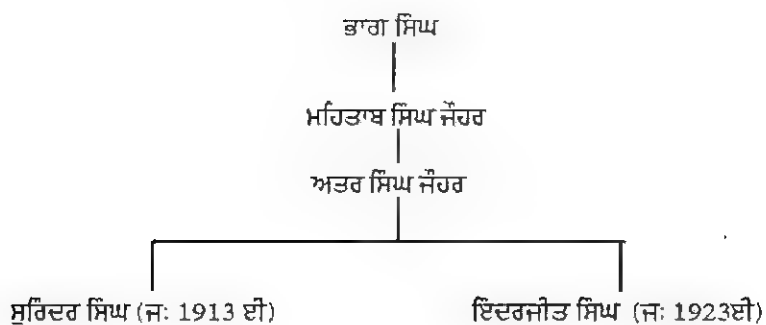 ਭਾਗ ਸਿੰਘ
ਮਹਿਤਾਬ ਸਿੰਘ ਜੌਹਰ
ਅਤਰ ਸਿੰਘ ਜੌਹਰ
ਸੁਰਿੰਦਰ ਸਿੰਘ (ਜ: 1913 ਈ) ਇੰਦਰਜੀਤ ਸਿੰਘ (ਜ: 1923ਈ)